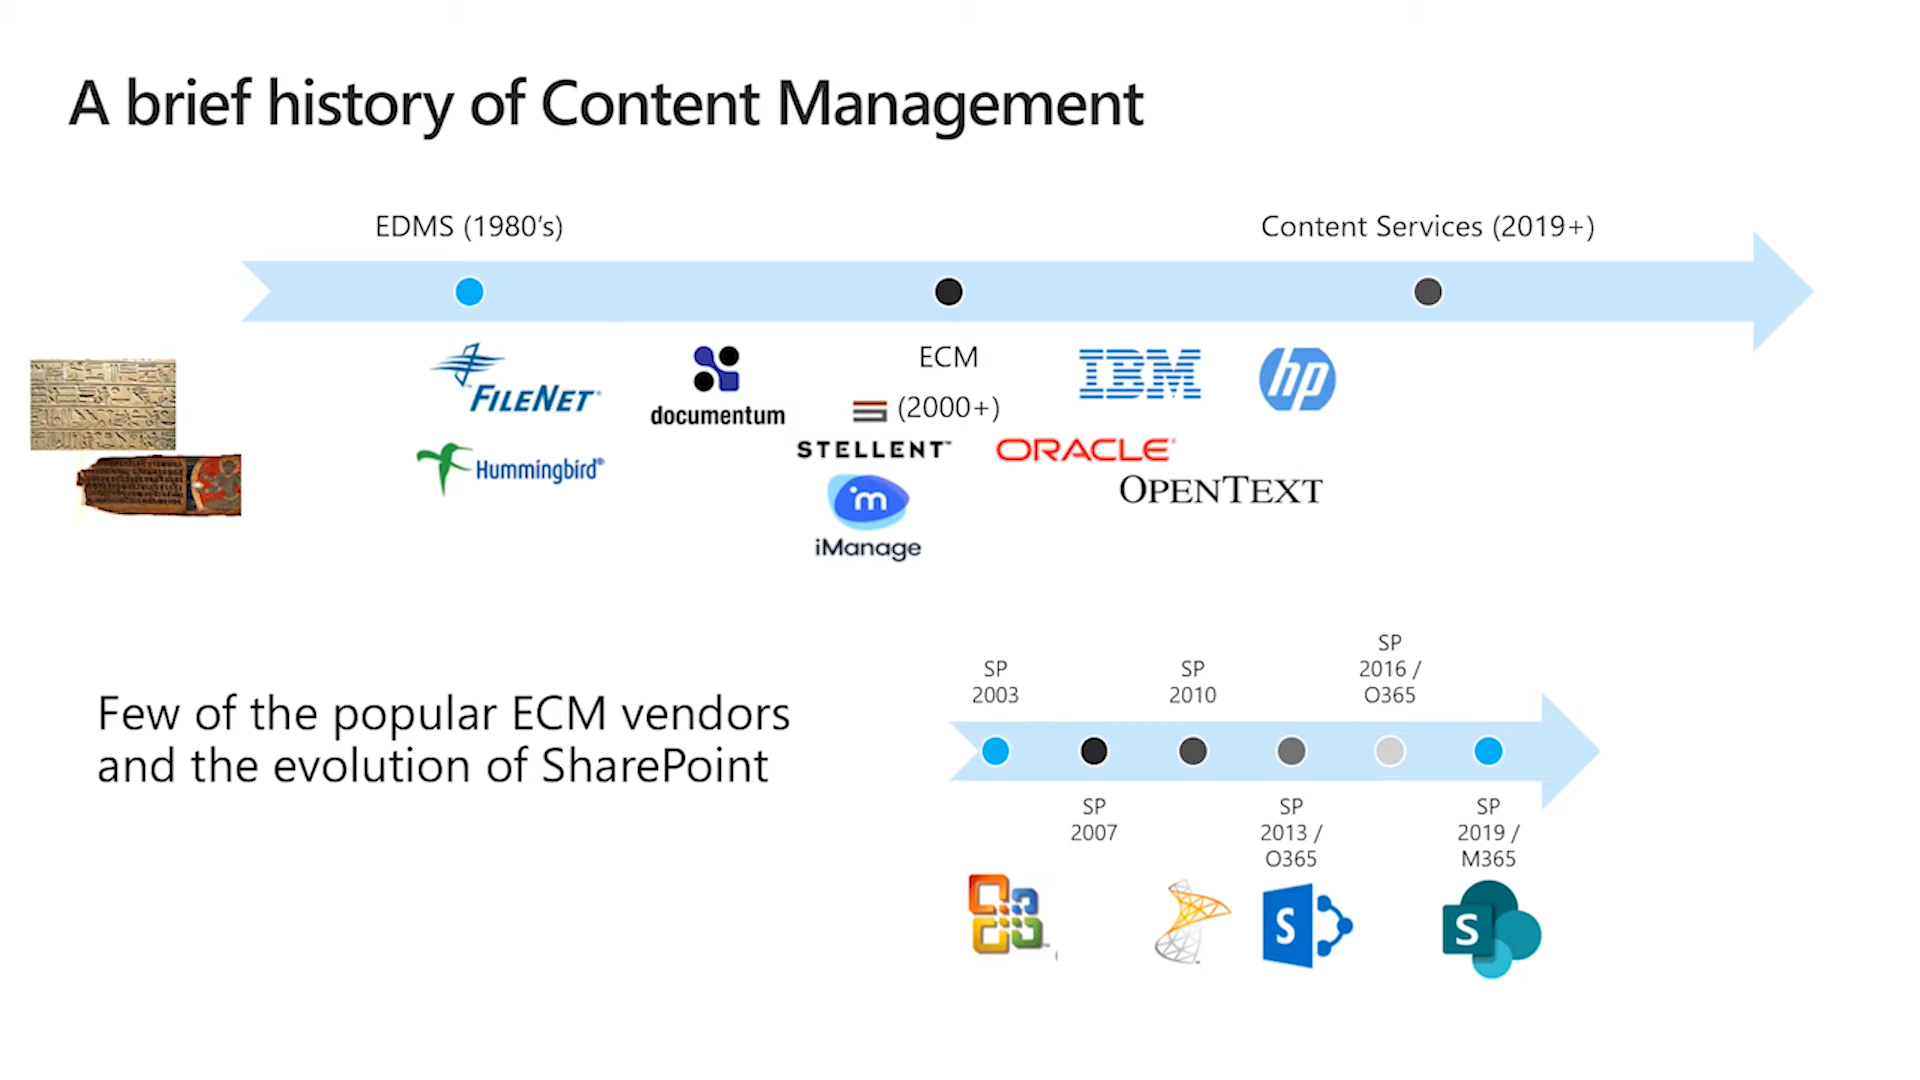 A brief history of Content Management
EDMS (1980's)
Content Services (2019+)
FILENET
documentum
ECM
(2000+)
IBM
hp
STELLENT™
ORACLE®
Hummingbird®
OPENTEXT
im
iManage
Few of the popular ECM vendors
and the evolution of SharePoint
SP
2003
SP
2007
SP
2010
SP
2013 /
O365
SP
2016 /
O365
SP
2019 /
M365
S
S